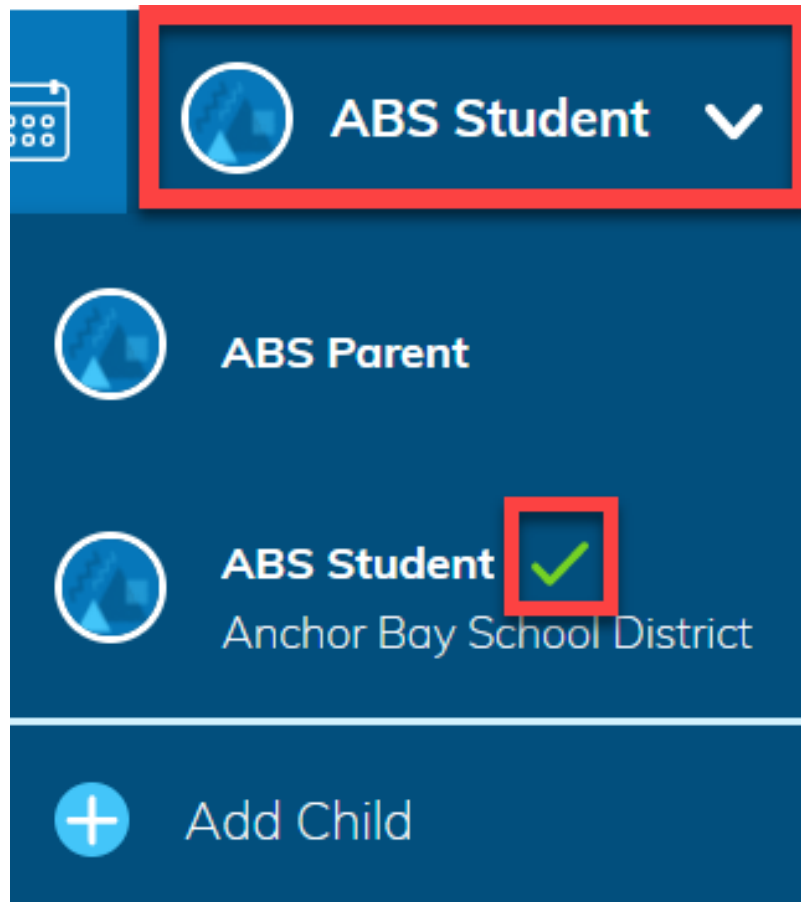 ABS Student
ABS Parent
ABS Student
Anchor Bay School District
Add Child